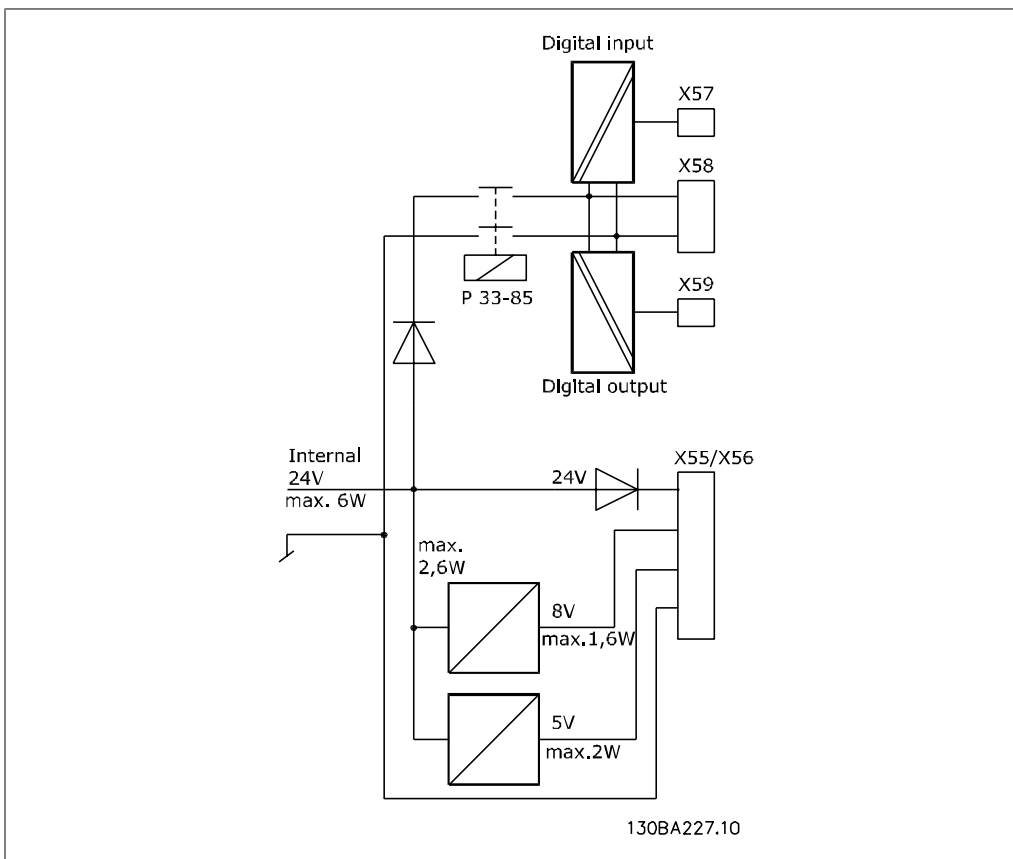 Digital input
X57
X58
P 33-85
X59
Digital output
Internal
24V
max. 6W
24V
X55/X56
max.
2,6W
8V
max.1,6W
5V
max.2W
130BA227.10